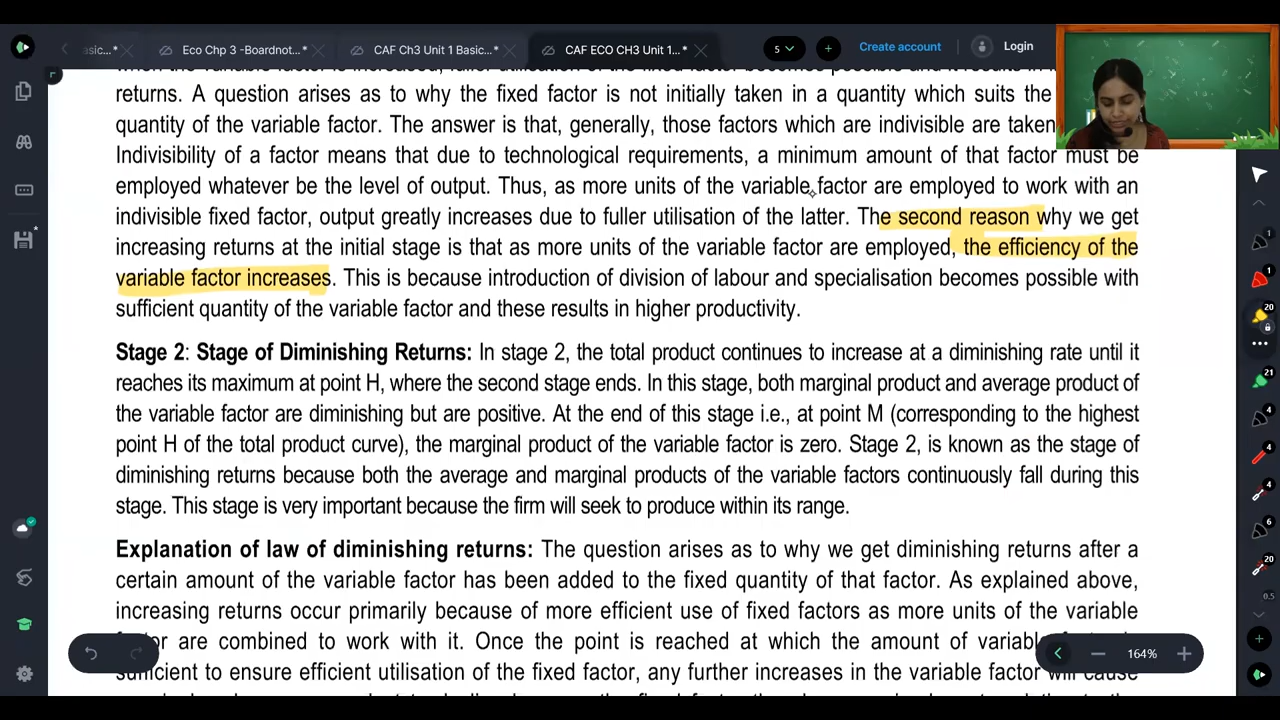 asic...*
Eco Chp 3 -Boardnot...*
CAF Ch3 Unit 1 Basic...*
CAF ECO CH3 Unit 1...*
5
Create account
Login
returns. A question arises as to why the fixed factor is not initially taken in a quantity which suits the
quantity of the variable factor. The answer is that, generally, those factors which are indivisible are taken
Indivisibility of a factor means that due to technological requirements, a minimum amount of that factor must be
employed whatever be the level of output. Thus, as more units of the variable factor are employed to work with an
indivisible fixed factor, output greatly increases due to fuller utilisation of the latter. The second reason why we get
increasing returns at the initial stage is that as more units of the variable factor are employed, the efficiency of the
variable factor increases. This is because introduction of division of labour and specialisation becomes possible with
sufficient quantity of the variable factor and these results in higher productivity.
Stage 2: Stage of Diminishing Returns: In stage 2, the total product continues to increase at a diminishing rate until it
reaches its maximum at point H, where the second stage ends. In this stage, both marginal product and average product of
the variable factor are diminishing but are positive. At the end of this stage i.e., at point M (corresponding to the highest
point H of the total product curve), the marginal product of the variable factor is zero. Stage 2, is known as the stage of
diminishing returns because both the average and marginal products of the variable factors continuously fall during this
stage. This stage is very important because the firm will seek to produce within its range.
Explanation of law of diminishing returns: The question arises as to why we get diminishing returns after a
certain amount of the variable factor has been added to the fixed quantity of that factor. As explained above,
increasing returns occur primarily because of more efficient use of fixed factors as more units of the variable
are combined to work with it. Once the point is reached at which the amount of variable
sufficient to ensure efficient utilisation of the fixed factor, any further increases in the variable factor will cause
164%
1
1
20
21
4
4
4
6
20
0.5